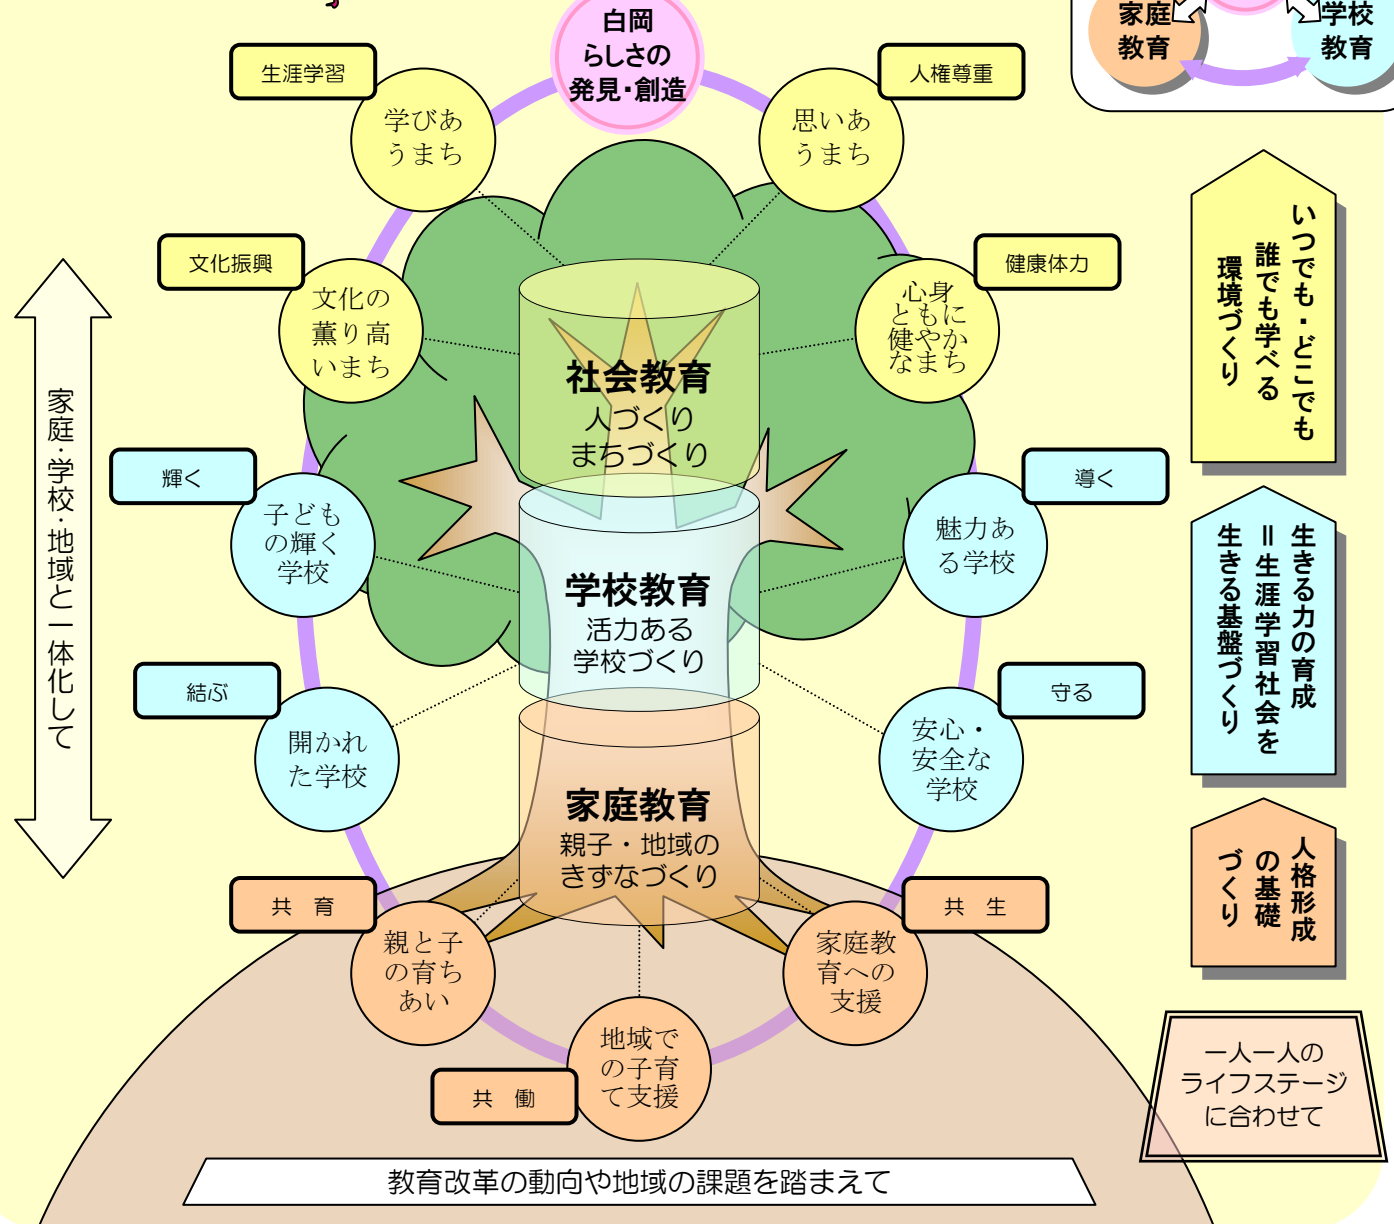 白岡
らしさの
発見・創造
家庭
教育
学校
教育
生涯学習
学びあ
うまち
人権尊重
思いあ
うまち
文化振興
文化の
薫り高
いまち
健康体力
心身
ともに
健やか
なまち
社会教育
人づくり
まちづくり
輝く
子ども
の輝く
学校
導く
魅力あ
る学校
学校教育
活力ある
学校づくり
結ぶ
開かれ
た学校
守る
安心・
安全な
学校
家庭教育
親子・地域の
きずなづくり
共 育
親と子
の育ち
あい
共 生
家庭教
育への
支援
共 働
地域で
の子育
て支援
家庭・学校・地域と一体化して
いつでも・どこでも
誰でも学べる
環境づくり
生きる力の育成
＝生涯学習社会を
生きる基盤づくり
人格形成
の基礎
づくり
一人一人の
ライフステージ
に合わせて
教育改革の動向や地域の課題を踏まえて